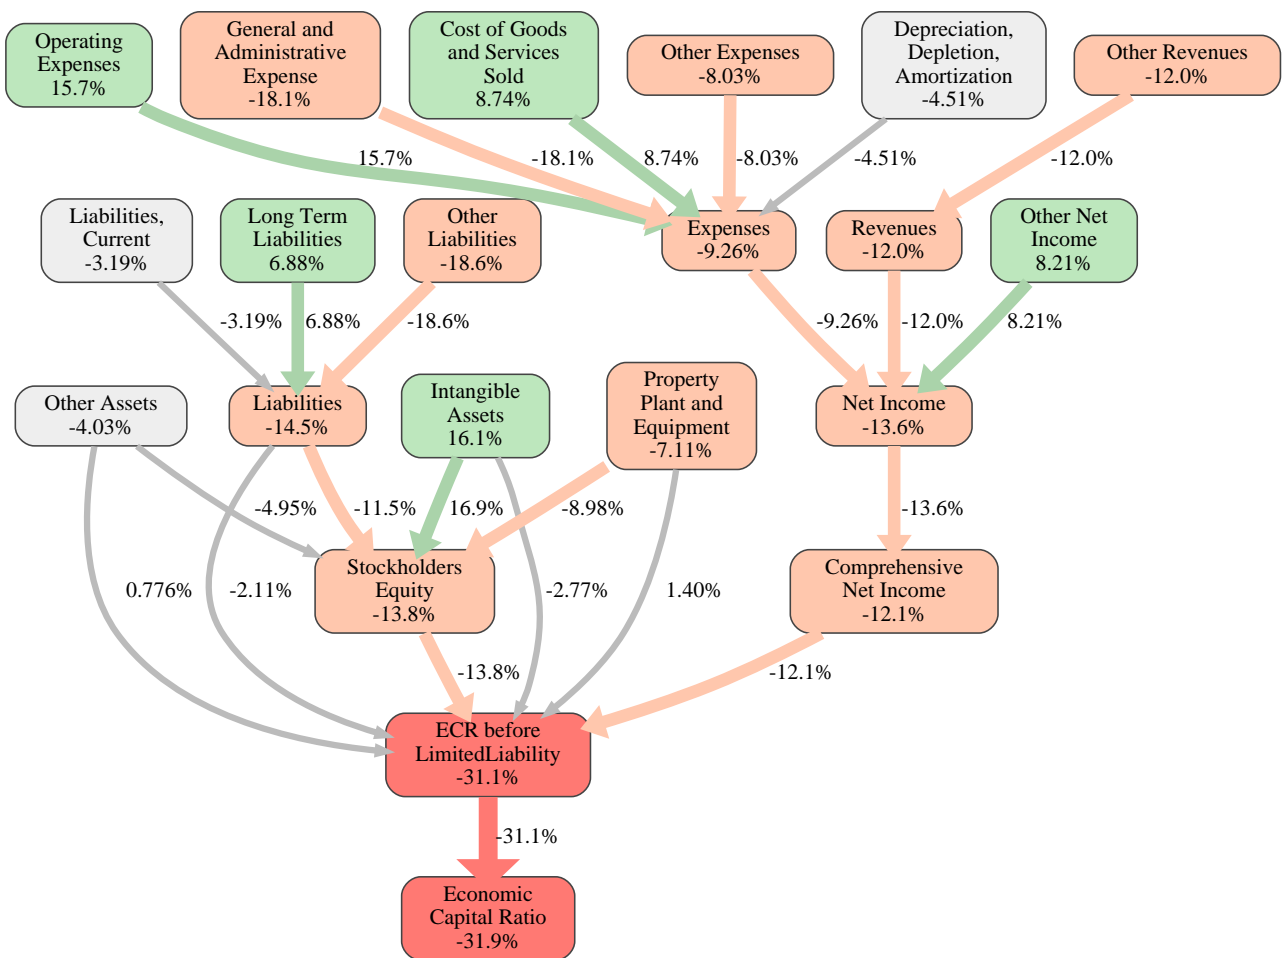 Operating
Expenses
15.7%
General and
Administrative
Expense
-18.1%
Cost of Goods
and Services
Sold
8.74%
Other Expenses
-8.03%
Depreciation,
Depletion,
Amortization
-4.51%
Other Revenues
-12.0%
15.7%
-18.1%
8.74%
-8.03%
-4.51%
-12.0%
Liabilities,
Current
-3.19%
Long Term
Liabilities
6.88%
Other
Liabilities
-18.6%
Expenses
-9.26%
Revenues
-12.0%
Other Net
Income
8.21%
-3.19%
6.88%
-18.6%
-9.26%
-12.0%
8.21%
Other Assets
-4.03%
Liabilities
-14.5%
Intangible
Assets
16.1%
Property
Plant and
Equipment
-7.11%
Net Income
-13.6%
-4.95%
-11.5%
16.9%
-8.98%
-13.6%
0.776%
-2.11%
Stockholders
Equity
-13.8%
-2.77%
1.40%
Comprehensive
Net Income
-12.1%
-13.8%
-12.1%
ECR before
LimitedLiability
-31.1%
-31.1%
Economic
Capital Ratio
-31.9%